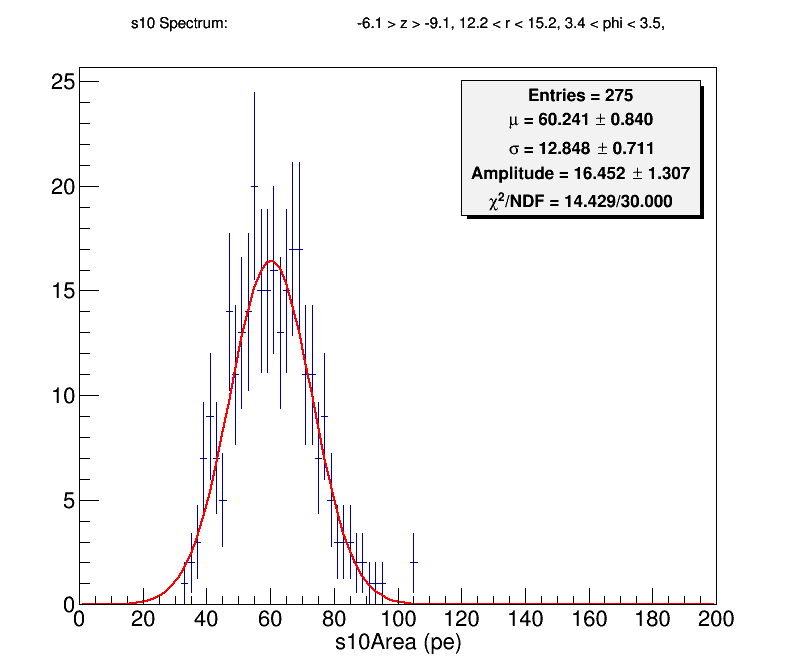 s10 Spectrum: -6.1 > z > -9.1, 12.2 < r < 15.2, 3.4 < phi < 3.5,
Entries = 275
μ = 60.241 ± 0.840
σ = 12.848 ± 0.711
Amplitude = 16.452 ± 1.307
χ²/NDF = 14.429/30.000
25
20
15
10
5
0
0 20 40 60 80 100 120 140 160 180 200
s10Area (pe)